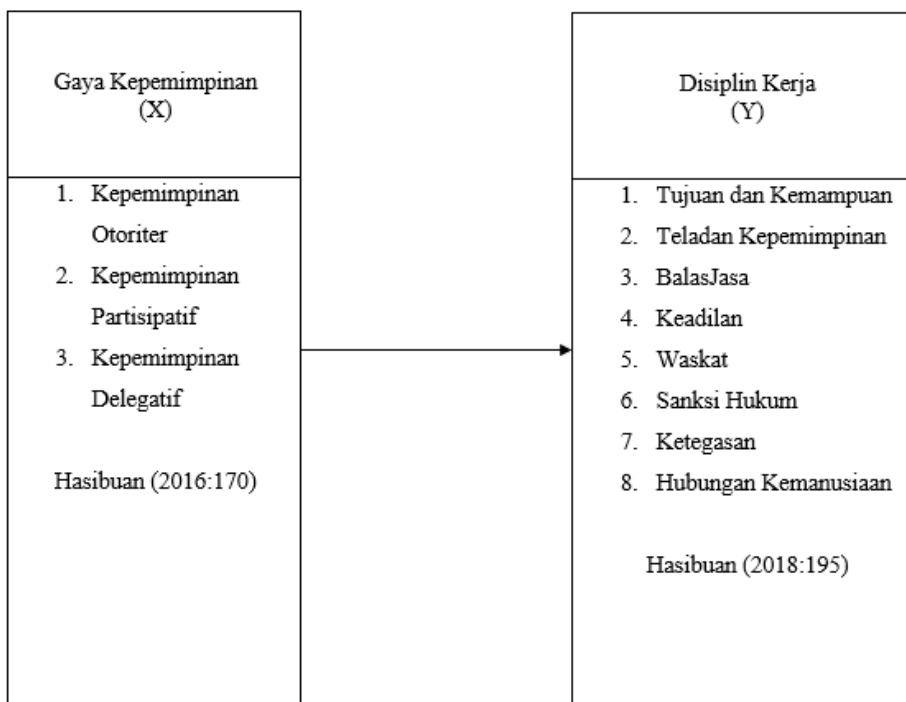 Gaya Kepemimpinan
(X)
1. Kepemimpinan
Otoriter
2. Kepemimpinan
Partisipatif
3. Kepemimpinan
Delegatif
Hasibuan (2016:170)
Disiplin Kerja
(Y)
1. Tujuan dan Kemampuan
2. Teladan Kepemimpinan
3. BalasJasa
4. Keadilan
5. Waskat
6. Sanksi Hukum
7. Ketegasan
8. Hubungan Kemanusiaan
Hasibuan (2018:195)